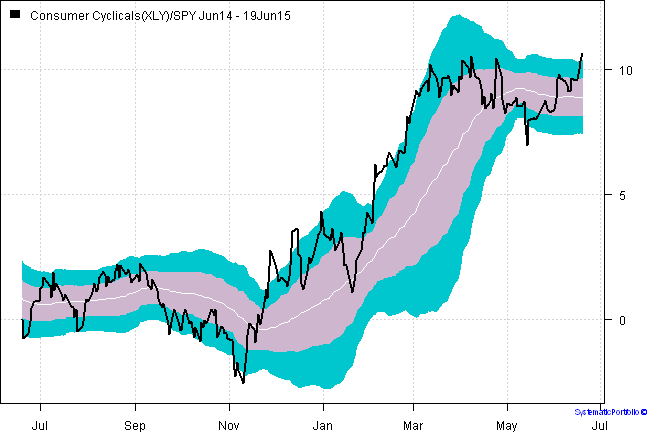 Consumer Cyclicals(XLY)/SPY Jun14 - 19Jun15
10
5
0
SystematicPortfolio ©
Jul Sep Nov Jan Mar May Jul